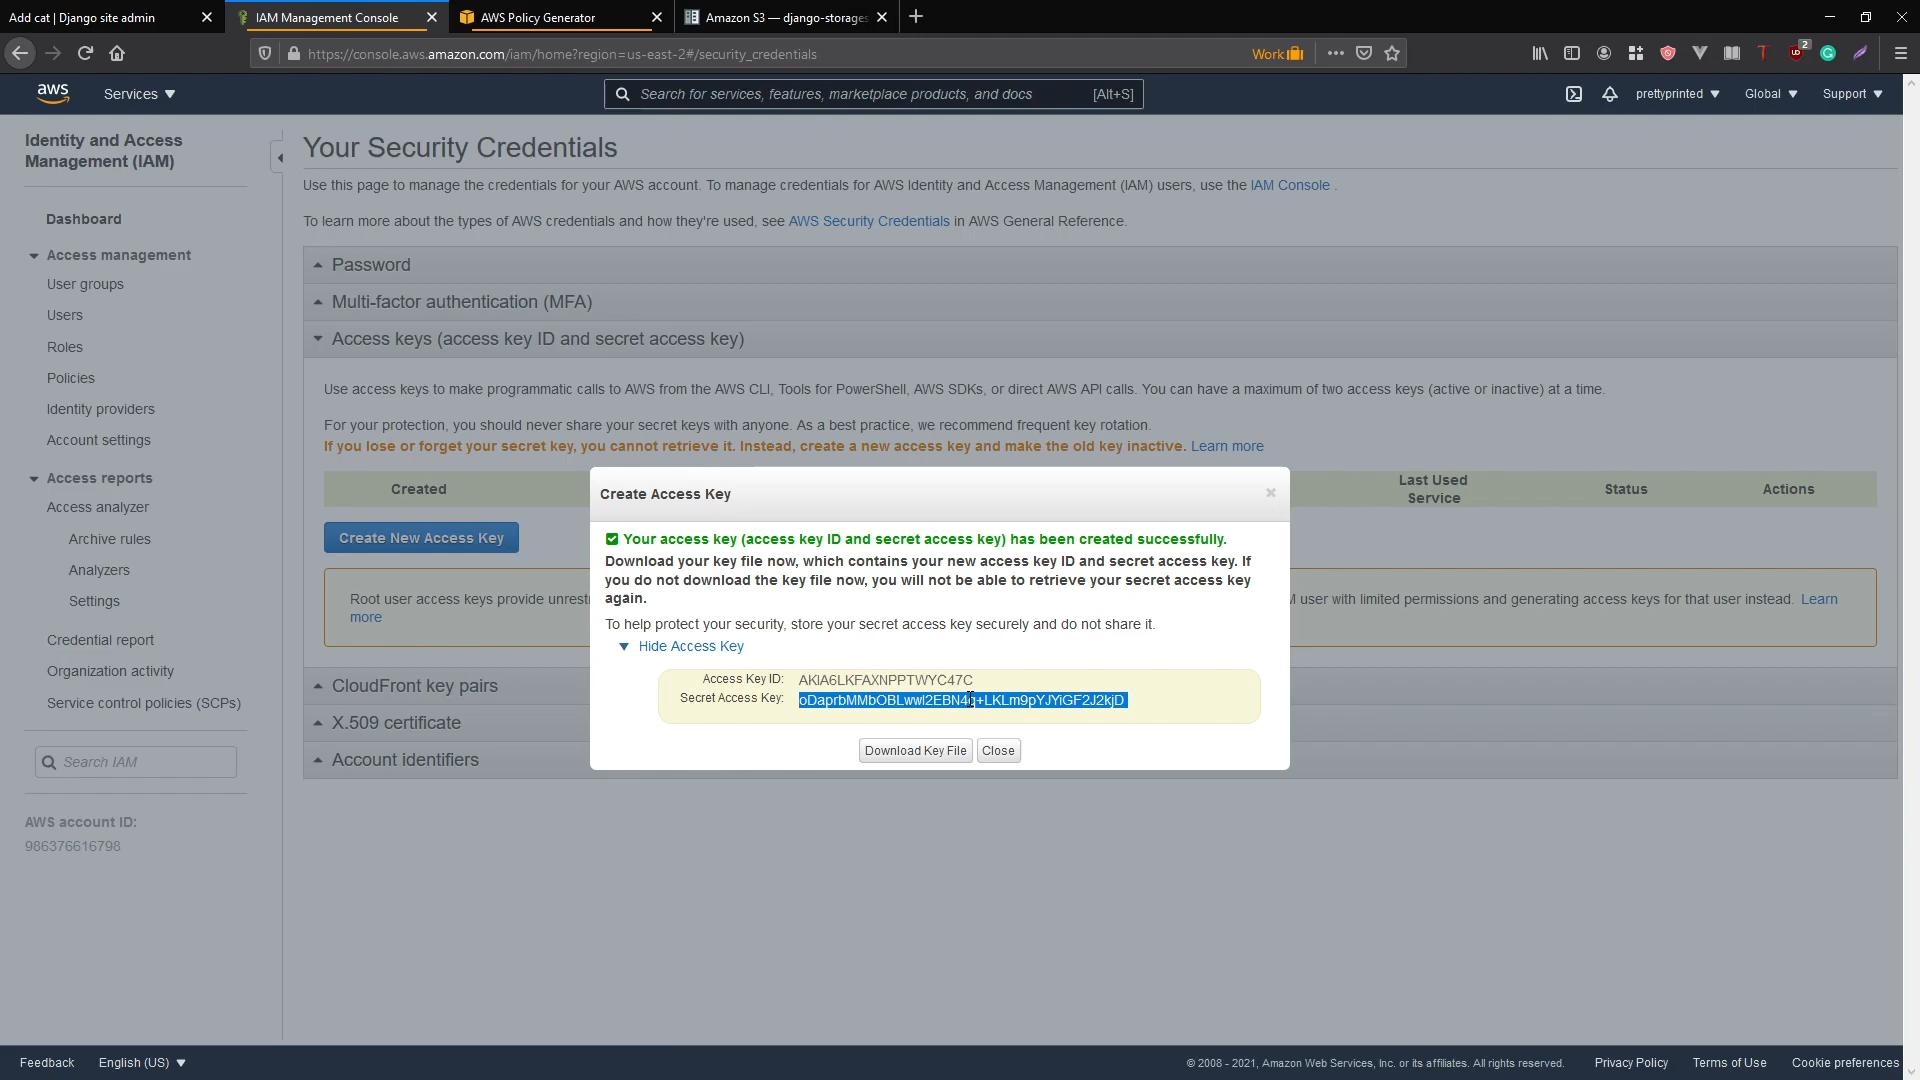 Add cat | Django site admin
IAM Management Console
AWS Policy Generator
Amazon S3 — django-storages
https://console.aws.amazon.com/iam/home?region=us-east-2#/security_credentials
Work
2
aws
Services
Search for services, features, marketplace products, and docs
[Alt+S]
prettyprinted
Global
Support
Identity and Access
Management (IAM)
Dashboard
Access management
User groups
Users
Roles
Policies
Identity providers
Account settings
Access reports
Access analyzer
Archive rules
Analyzers
Settings
Credential report
Organization activity
Service control policies (SCPs)
Search IAM
AWS account ID:
986376616798
Your Security Credentials
Use this page to manage the credentials for your AWS account. To manage credentials for AWS Identity and Access Management (IAM) users, use the IAM Console .
To learn more about the types of AWS credentials and how they're used, see AWS Security Credentials in AWS General Reference.
Password
Multi-factor authentication (MFA)
Access keys (access key ID and secret access key)
Use access keys to make programmatic calls to AWS from the AWS CLI, Tools for PowerShell, AWS SDKs, or direct AWS API calls. You can have a maximum of two access keys (active or inactive) at a time.
For your protection, you should never share your secret keys with anyone. As a best practice, we recommend frequent key rotation.
If you lose or forget your secret key, you cannot retrieve it. Instead, create a new access key and make the old key inactive. Learn more
Created
Last Used
Service
Status
Actions
Create New Access Key
Root user access keys provide unrest
user with limited permissions and generating access keys for that user instead. Learn
more
CloudFront key pairs
X.509 certificate
Account identifiers
Create Access Key
Your access key (access key ID and secret access key) has been created successfully.
Download your key file now, which contains your new access key ID and secret access key. If
you do not download the key file now, you will not be able to retrieve your secret access key
again.
To help protect your security, store your secret access key securely and do not share it.
Hide Access Key
Access Key ID: AKIA6LKFAXNPPTWYC47C
Secret Access Key:
Download Key File
Close
Feedback
English (US)
© 2008 - 2021, Amazon Web Services, Inc. or its affiliates. All rights reserved.
Privacy Policy
Terms of Use
Cookie preferences